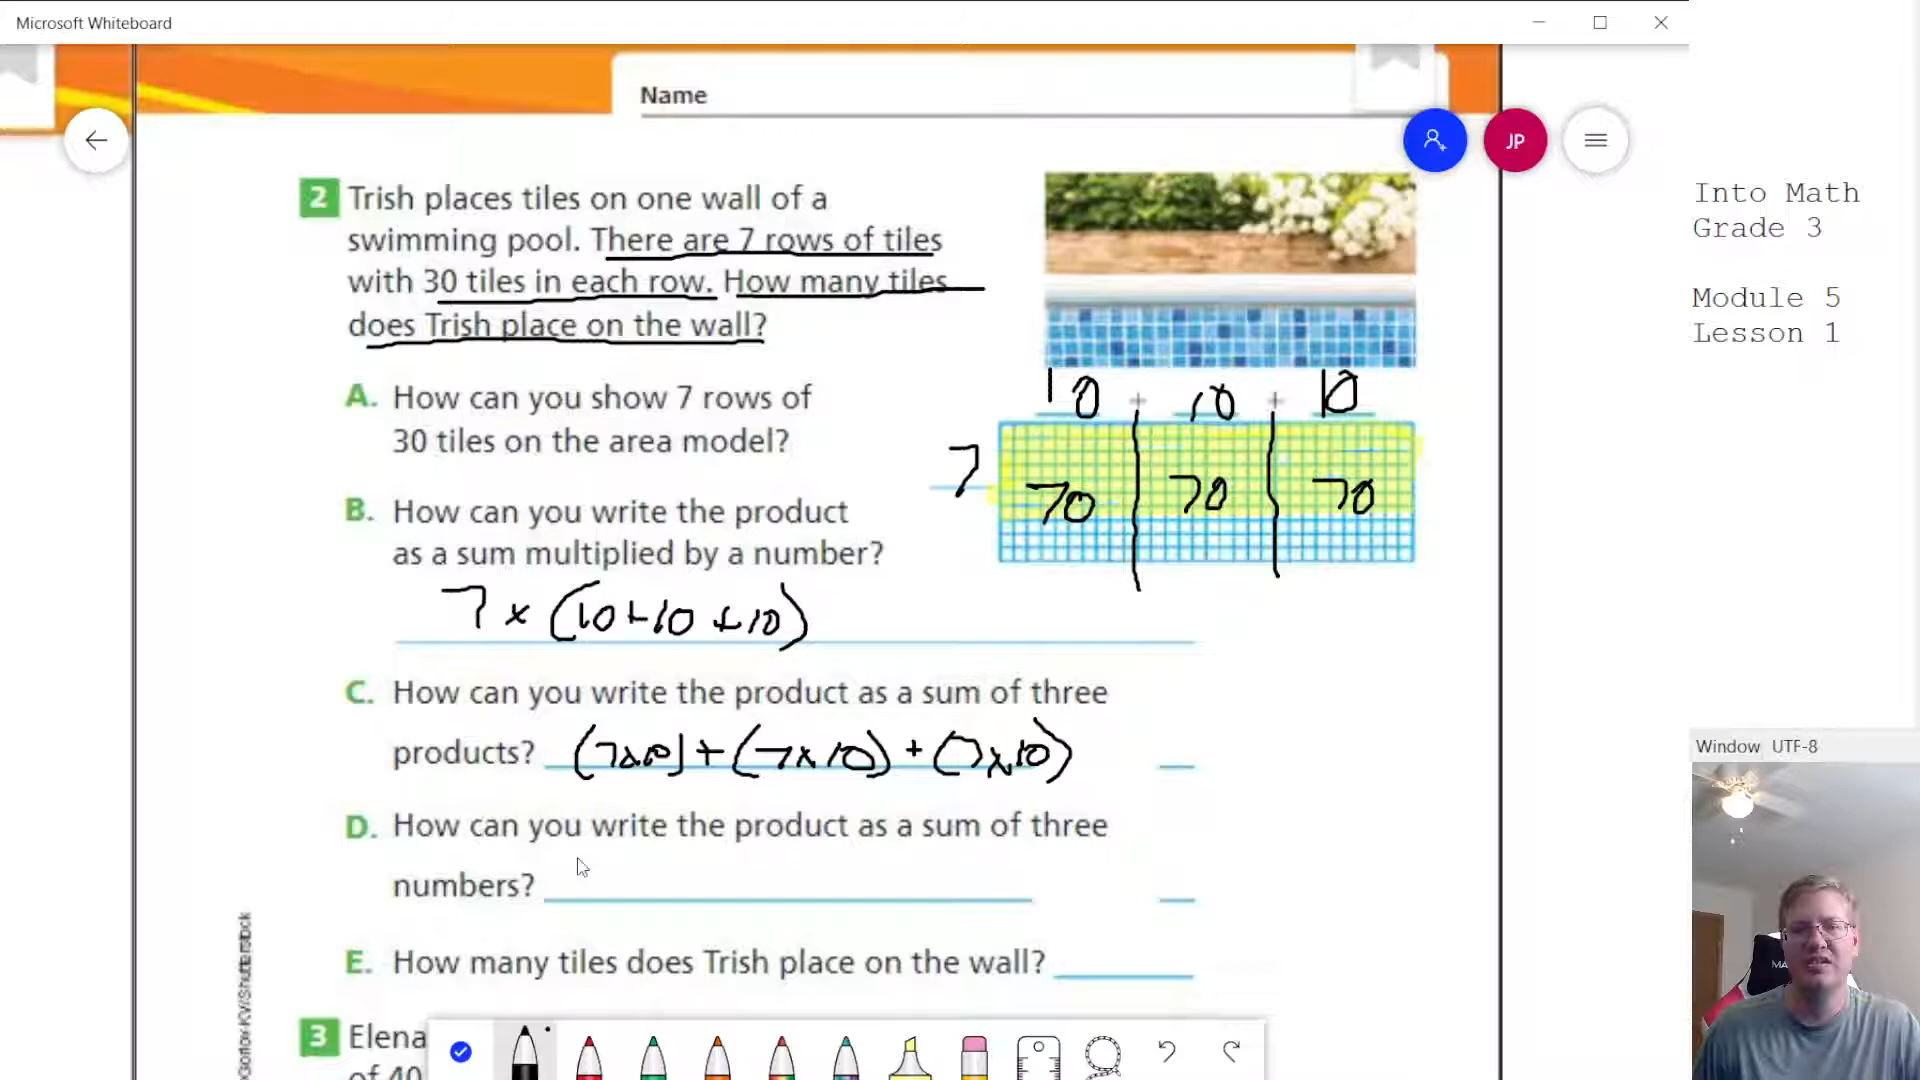 Microsoft Whiteboard
Name
JP
Into Math
Grade 3
Module 5
Lesson 1
2 Trish places tiles on one wall of a
swimming pool. There are 7 rows of tiles
with 30 tiles in each row. How many tiles
does Trish place on the wall?
10 + 10 + 10
7
70 70 70
A. How can you show 7 rows of
30 tiles on the area model?
B. How can you write the product
as a sum multiplied by a number?
7 × (10+10+10)
C. How can you write the product as a sum of three
products? (7x10)+(7x10)+(7x10)
D. How can you write the product as a sum of three
numbers?
E. How many tiles does Trish place on the wall?
3 Elena
of 40
Window UTF-8